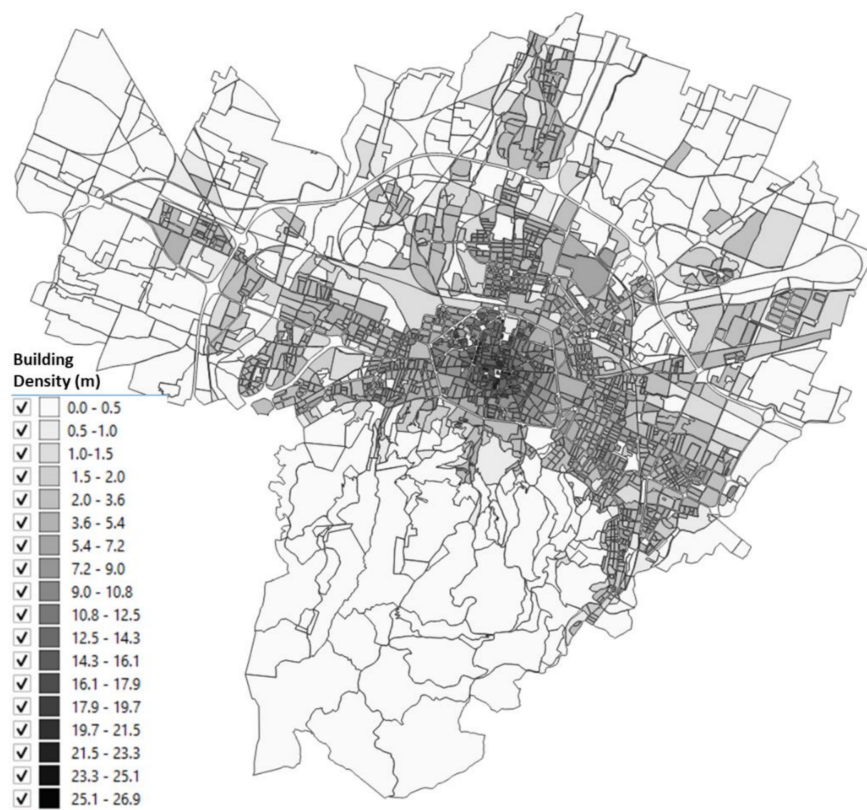 Building
Density (m)
0.0 - 0.5
0.5 -1.0
1.0-1.5
1.5 - 2.0
2.0 - 3.6
3.6 - 5.4
5.4 - 7.2
7.2 - 9.0
9.0 - 10.8
10.8 - 12.5
12.5 - 14.3
14.3 - 16.1
16.1 - 17.9
17.9 - 19.7
19.7 - 21.5
21.5 - 23.3
23.3 - 25.1
25.1 - 26.9